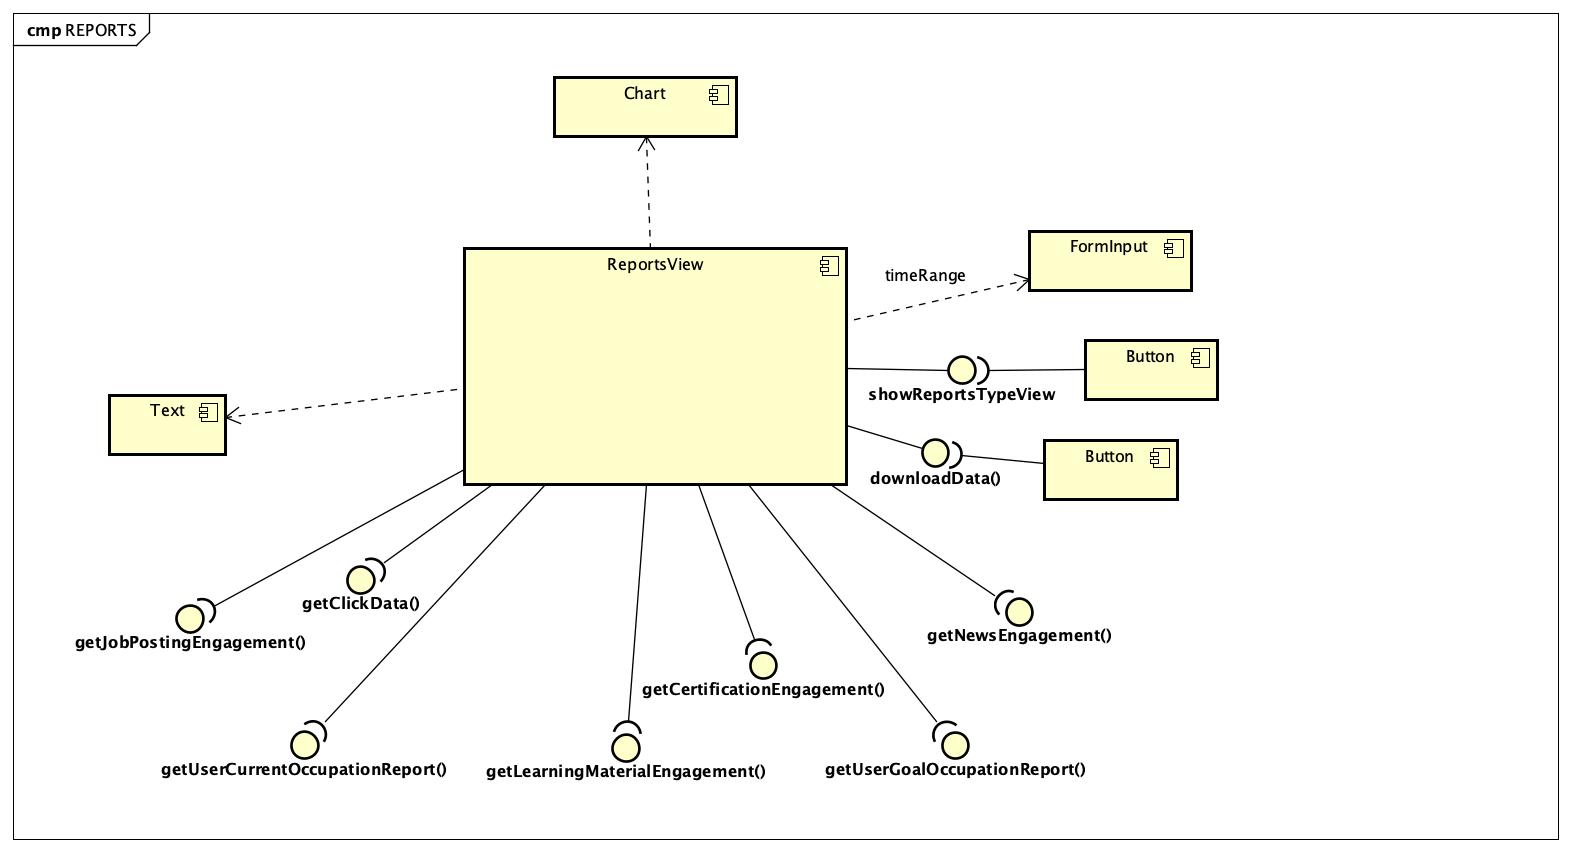 cmp REPORTS
Chart
ReportsView
FormInput
timeRange
Button
showReportsTypeView
Text
Button
downloadData()
getClickData()
getJobPostingEngagement()
getNewsEngagement()
getCertificationEngagement()
getUserCurrentOccupationReport()
getLearningMaterialEngagement()
getUserGoalOccupationReport()